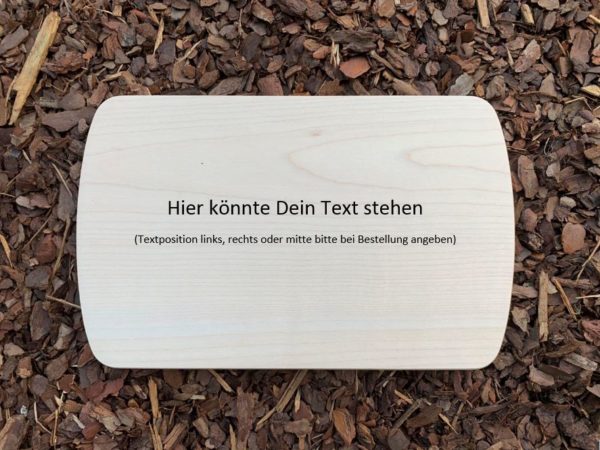 Hier könnte Dein Text stehen
(Textposition links, rechts oder mitte bitte bei Bestellung angeben)